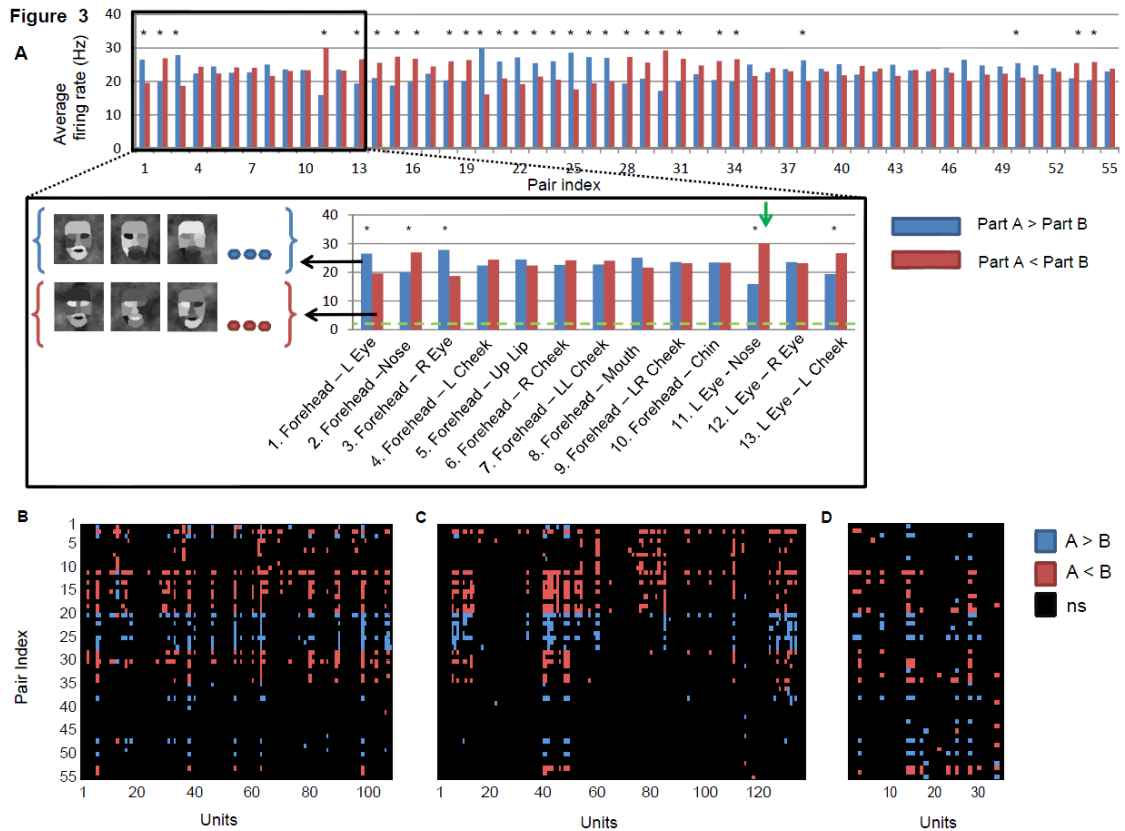 Figure 3
A
Average
firing rate (Hz)
40
30
20
10
0
* * * * * * * * * * * * * * * * * * * * * * * * *
1 4 7 10 13 16 19 22 25 28 31 34 37 40 43 46 49 52 55
Pair index
Part A > Part B
Part A < Part B
40
30
20
10
0
* * * * *
1. Forehead – L Eye
2. Forehead –Nose
3. Forehead – R Eye
4. Forehead – L Cheek
5. Forehead – Up Lip
6. Forehead – R Cheek
7. Forehead – LL Cheek
8. Forehead – Mouth
9. Forehead – LR Cheek
10. Forehead – Chin
11. L Eye - Nose
12. L Eye – R Eye
13. L Eye – L Cheek
B
C
D
Pair Index
1
5
10
15
20
25
30
35
40
45
50
55
1 20 40 60 80 100
Units
1 20 40 60 80 100 120
Units
10 20 30
Units
A > B
A < B
ns